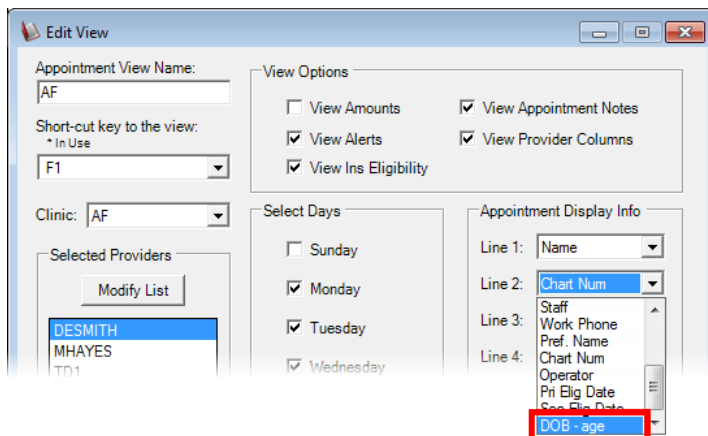 Edit View
Appointment View Name:
AF
Short-cut key to the view:
* In Use
F1
Clinic: AF
Selected Providers
Modify List
DESMITH
MHAYES
TD1
View Options
View Amounts
View Alerts
View Ins Eligibility
View Appointment Notes
View Provider Columns
Select Days
Sunday
Monday
Tuesday
Wednesday
Appointment Display Info
Line 1: Name
Line 2: Chart Num
Line 3:
Line 4:
Staff
Work Phone
Pref. Name
Chart Num
Operator
Pri Elig Date
Sec Elig Date
DOB - age